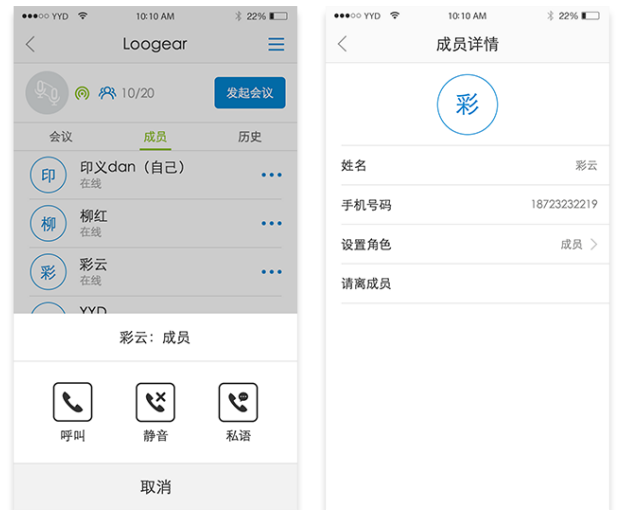 YYD 10:10 AM 22%
Loogear
10/20 发起会议
会议 成员 历史
印 印义dan（自己）
在线
柳 柳红
在线
彩 彩云
在线
YYD
彩云：成员
呼叫 静音 私语
取消
YYD 10:10 AM 22%
成员详情
彩
姓名 彩云
手机号码 18723232219
设置角色 成员
请离成员